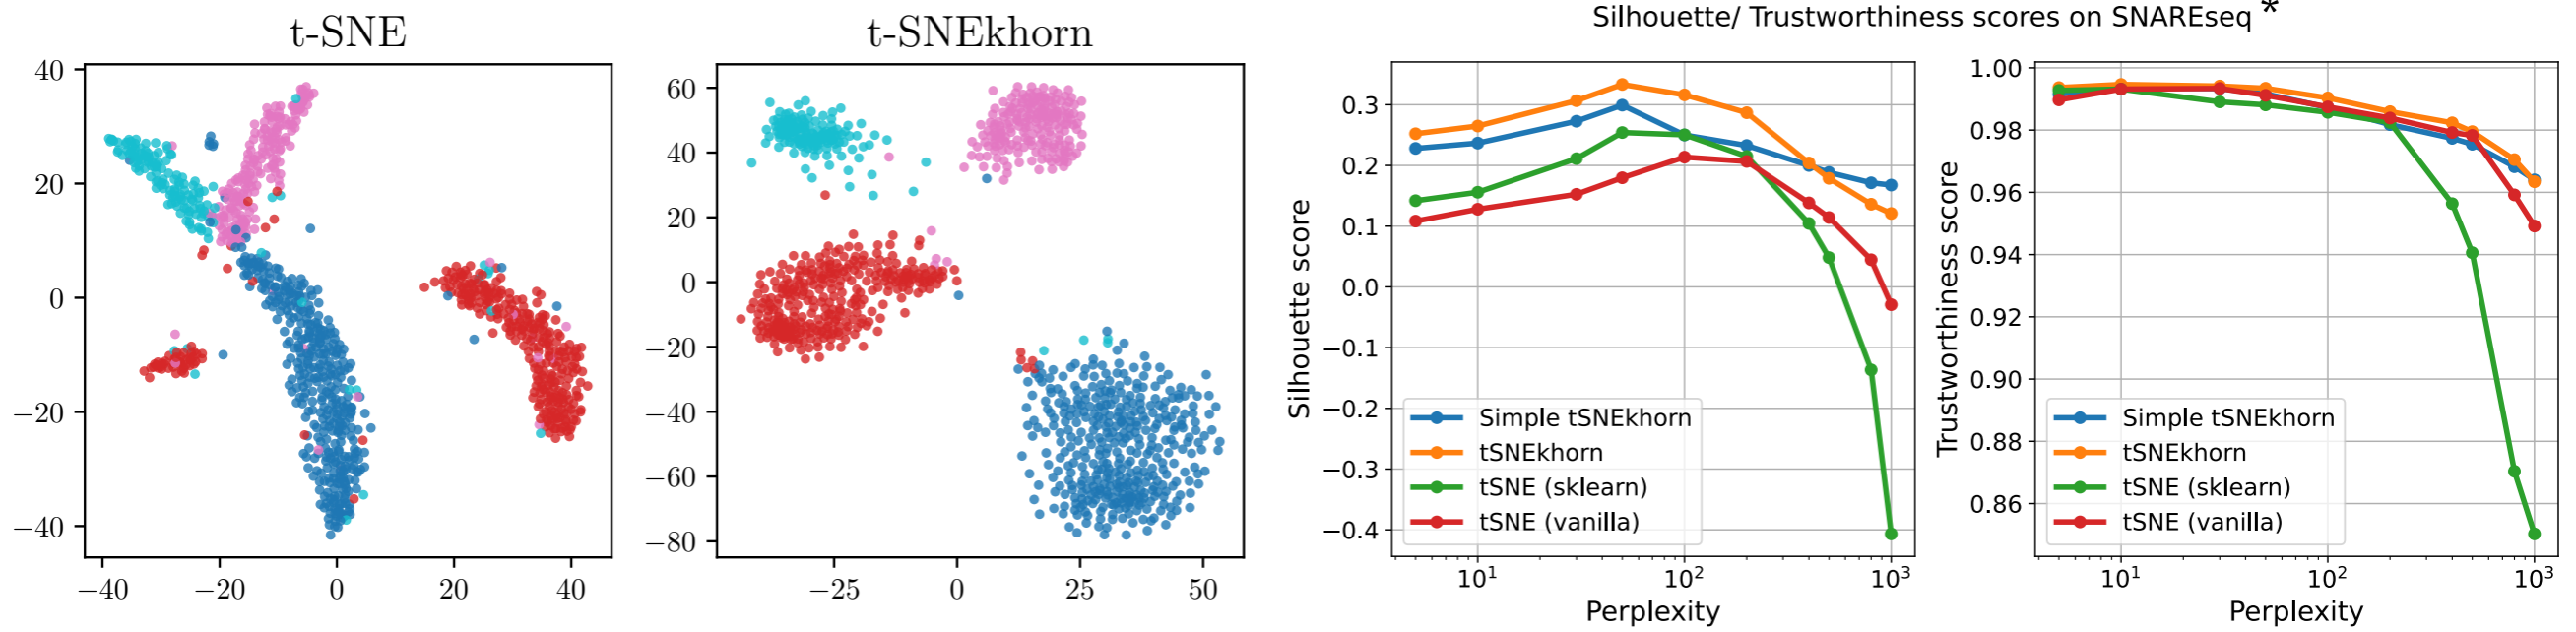 t-SNE
40
20
0
−20
−40
−40
−20
0
20
40
t-SNEkhorn
60
40
20
0
−20
−40
−60
−80
−25
0
25
50
Silhouette/ Trustworthiness scores on SNAREseq *
Silhouette score
0.3
0.2
0.1
0.0
−0.1
−0.2
−0.3
−0.4
Simple tSNEkhorn
tSNEkhorn
tSNE (sklearn)
tSNE (vanilla)
10¹
10²
10³
Perplexity
Trustworthiness score
1.00
0.98
0.96
0.94
0.92
0.90
0.88
0.86
Simple tSNEkhorn
tSNEkhorn
tSNE (sklearn)
tSNE (vanilla)
10¹
10²
10³
Perplexity